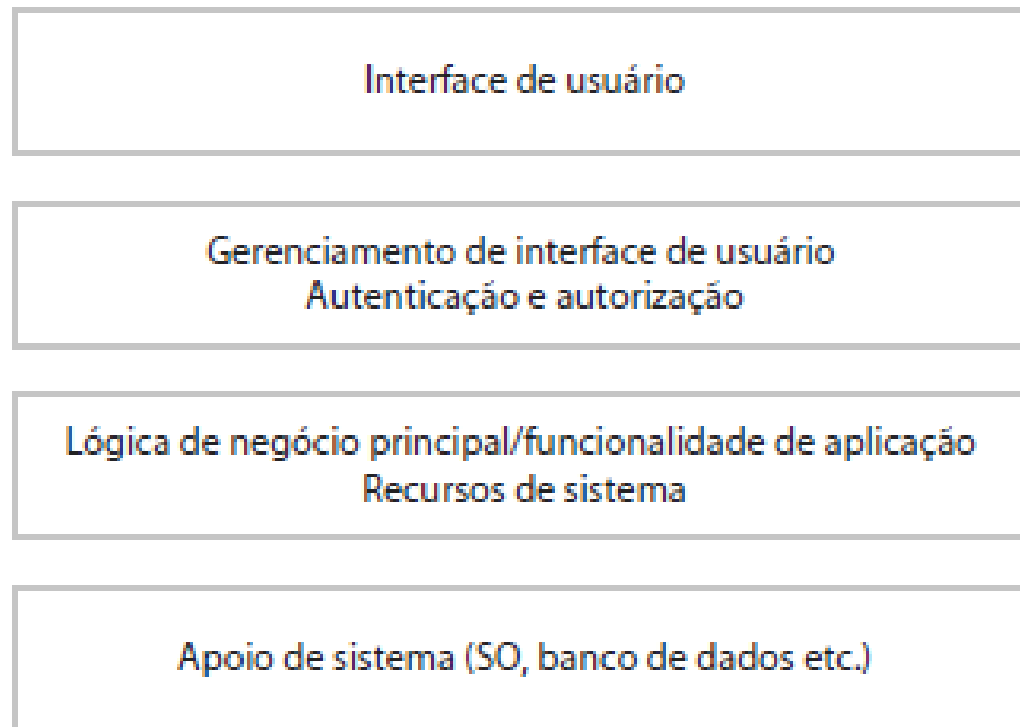 Interface de usuário
Gerenciamento de interface de usuário
Autenticação e autorização
Lógica de negócio principal/funcionalidade de aplicação
Recursos de sistema
Apoio de sistema (SO, banco de dados etc.)